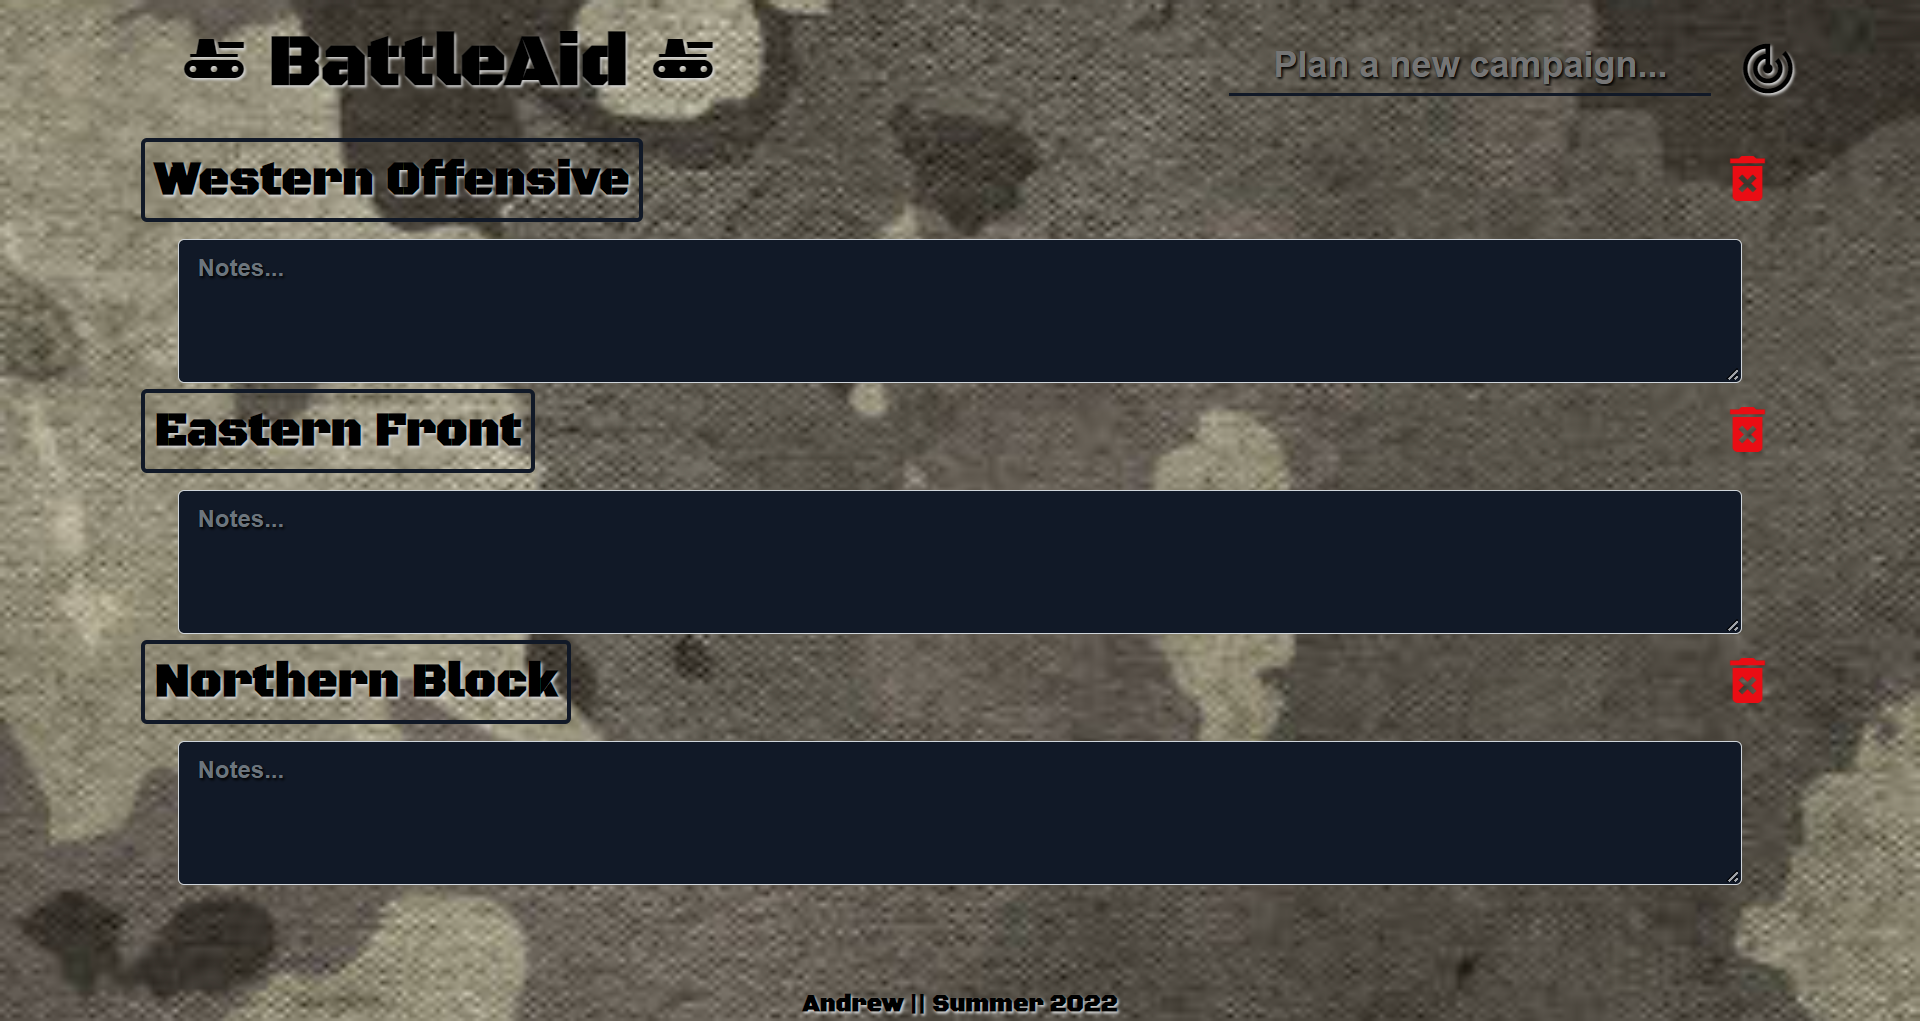 BattleAid
Plan a new campaign...
Western Offensive
Notes...
Eastern Front
Notes...
Northern Block
Notes...
Andrew || Summer 2022